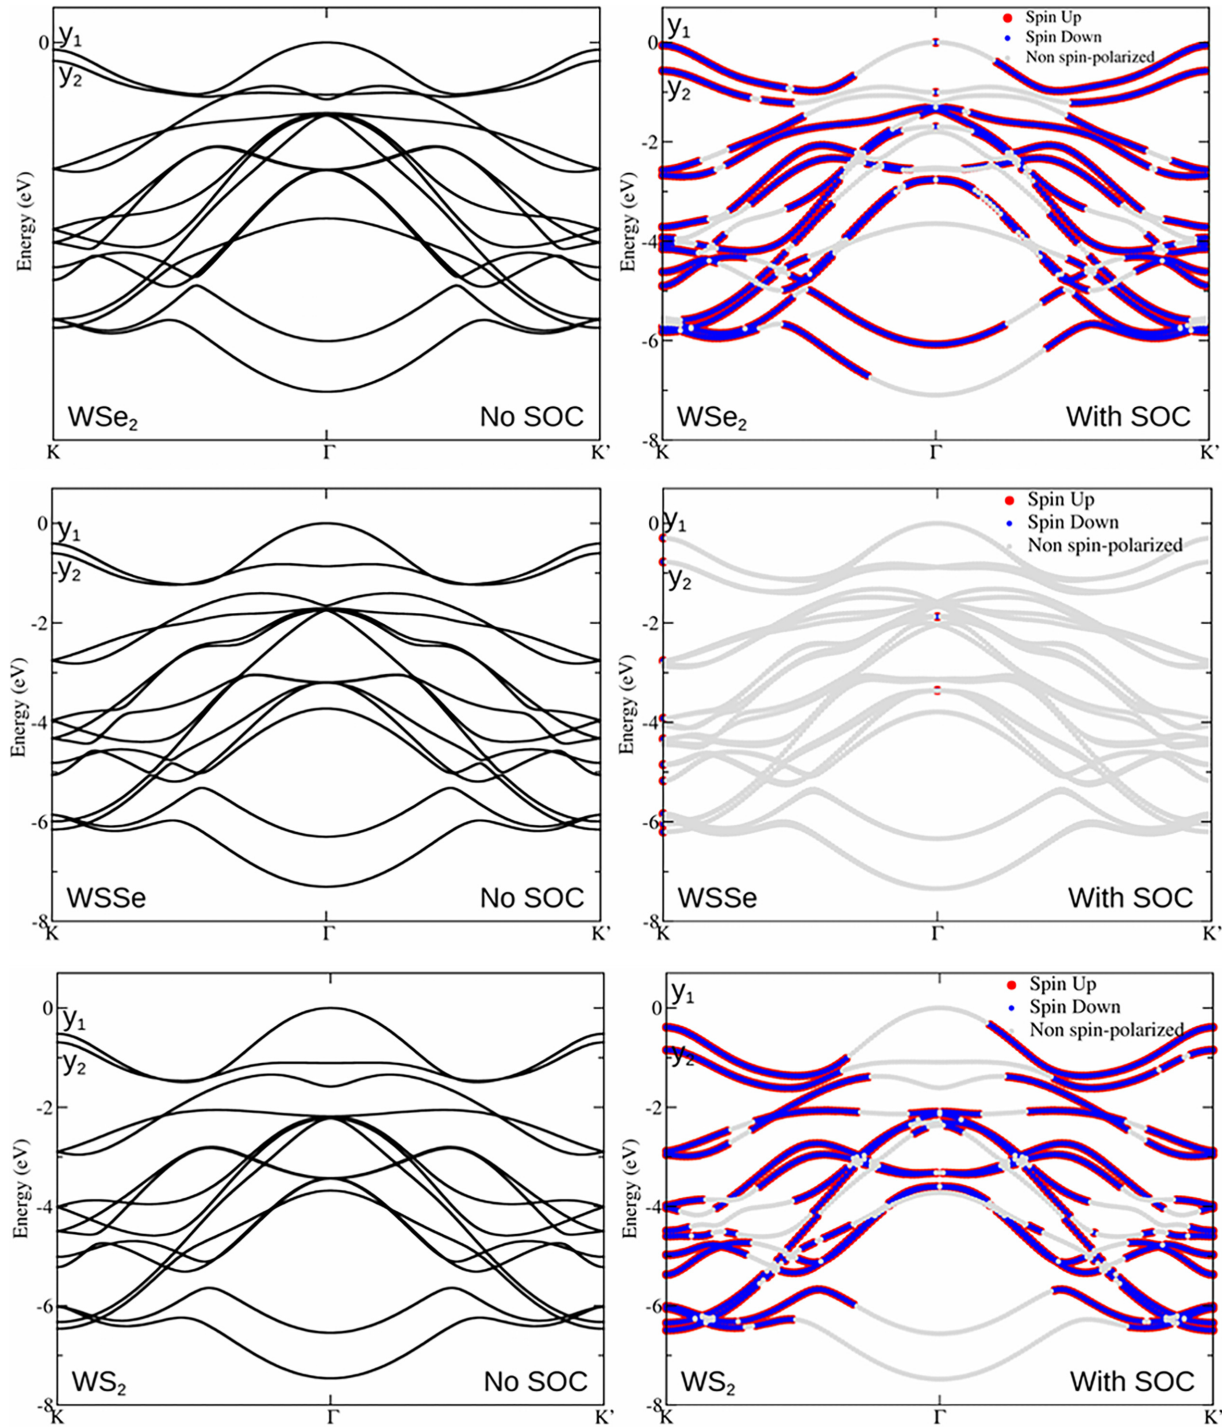 0
-2
-4
-6
-8
Energy (eV)
y₁
y₂
WSe₂
No SOC
K
Γ
K'
0
-2
-4
-6
-8
Energy (eV)
y₁
y₂
Spin Up
Spin Down
Non spin-polarized
WSe₂
With SOC
K
Γ
K'
0
-2
-4
-6
-8
Energy (eV)
y₁
y₂
WSSe
No SOC
K
Γ
K'
0
-2
-4
-6
-8
Energy (eV)
y₁
y₂
Spin Up
Spin Down
Non spin-polarized
WSSe
With SOC
K
Γ
K'
0
-2
-4
-6
-8
Energy (eV)
y₁
y₂
WS₂
No SOC
K
Γ
K'
0
-2
-4
-6
-8
Energy (eV)
y₁
y₂
Spin Up
Spin Down
Non spin-polarized
WS₂
With SOC
K
Γ
K'